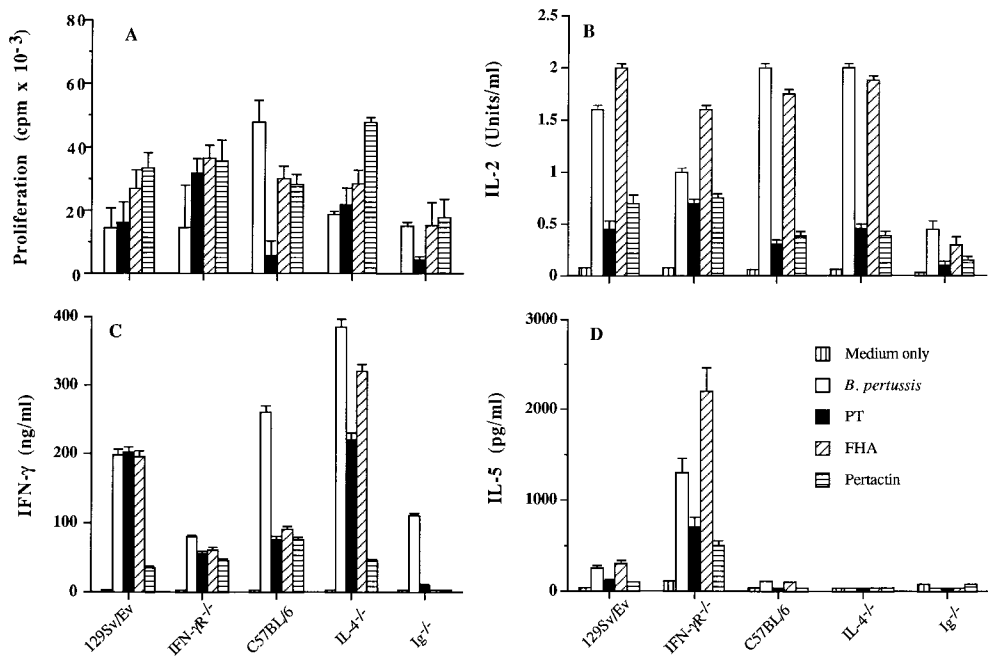 A
Proliferation (cpm x 10⁻³)
80
60
40
20
0
B
IL-2 (Units/ml)
2.5
2
1.5
1
0.5
0
C
IFN-γ (ng/ml)
400
300
200
100
0
129Sv/Ev
IFN-γR⁻/⁻
C57BL/6
IL-4⁻/⁻
Ig⁻/⁻
D
IL-5 (pg/ml)
3000
2000
1000
0
Medium only
B. pertussis
PT
FHA
Pertactin
129Sv/Ev
IFN-γR⁻/⁻
C57BL/6
IL-4⁻/⁻
Ig⁻/⁻